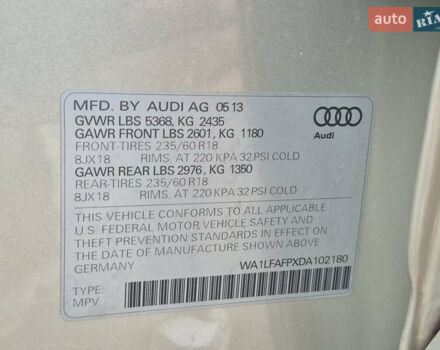 auto RIA
MFD. BY AUDI AG 05 13
GVWR LBS 5368, KG 2435
GAWR FRONT LBS 2601, KG 1180
FRONT-TIRES 235/60 R18
8JX18 RIMS, AT 220 KPA 32 PSI COLD
GAWR REAR LBS 2976, KG 1350
REAR-TIRES 235/60 R18
8JX18 RIMS, AT 220 KPA 32 PSI COLD
Audi
THIS VEHICLE CONFORMS TO ALL APPLICABLE
U S FEDERAL MOTOR VEHICLE SAFETY AND
THEFT PREVENTION STANDARDS IN EFFECT ON
THE DATE OF MANUFACTURE SHOWN ABOVE
GERMANY
WA1LFAFPXDA102180
TYPE:
MPV